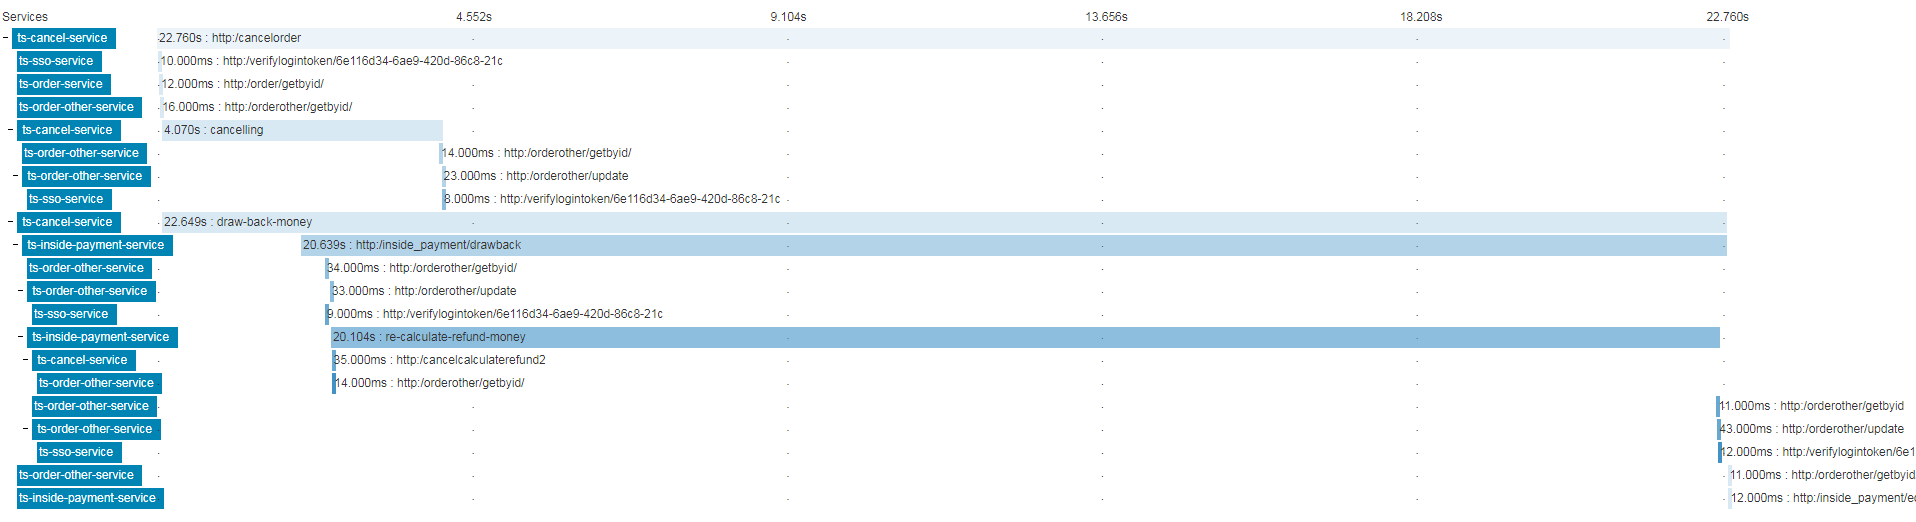 Services 4.552s 9.104s 13.656s 18.208s 22.760s
- ts-cancel-service 22.760s : http:/cancelorder
ts-sso-service 10.000ms : http:/verifylogintoken/6e116d34-6ae9-420d-86c8-21c
ts-order-service 12.000ms : http:/order/getbyid/
ts-order-other-service 16.000ms : http:/orderother/getbyid/
- ts-cancel-service 4.070s : cancelling
ts-order-other-service 14.000ms : http:/orderother/getbyid/
- ts-order-other-service 23.000ms : http:/orderother/update
ts-sso-service 8.000ms : http:/verifylogintoken/6e116d34-6ae9-420d-86c8-21c
- ts-cancel-service 22.649s : draw-back-money
- ts-inside-payment-service 20.639s : http:/inside_payment/drawback
ts-order-other-service 34.000ms : http:/orderother/getbyid/
- ts-order-other-service 33.000ms : http:/orderother/update
ts-sso-service 9.000ms : http:/verifylogintoken/6e116d34-6ae9-420d-86c8-21c
- ts-inside-payment-service 20.104s : re-calculate-refund-money
- ts-cancel-service 35.000ms : http:/cancelcalculaterefund2
ts-order-other-service 14.000ms : http:/orderother/getbyid/
ts-order-other-service 11.000ms : http:/orderother/getbyid
- ts-order-other-service 43.000ms : http:/orderother/update
ts-sso-service 12.000ms : http:/verifylogintoken/6e1
ts-order-other-service 11.000ms : http:/orderother/getbyid
ts-inside-payment-service 12.000ms : http:/inside_payment/ec